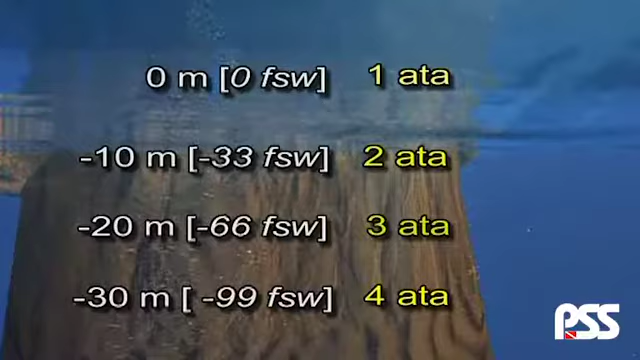 0 m [0 fsw] 1 ata
-10 m [-33 fsw] 2 ata
-20 m [-66 fsw] 3 ata
-30 m [ -99 fsw] 4 ata
PSS